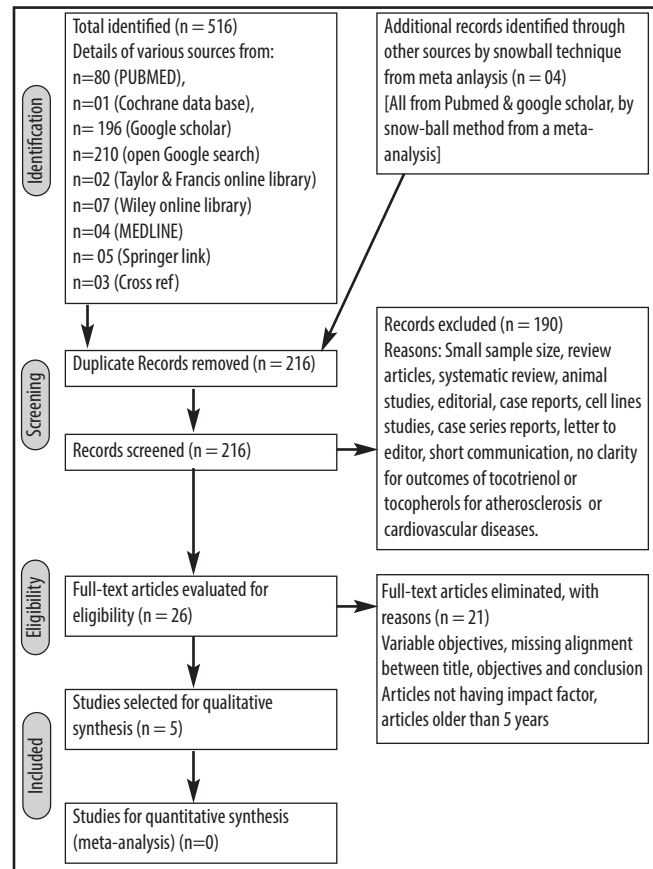 Identification
Total identified (n = 516)
Details of various sources from:
n=80 (PUBMED),
n=01 (Cochrane data base),
n= 196 (Google scholar)
n=210 (open Google search)
n=02 (Taylor & Francis online library)
n=07 (Wiley online library)
n=04 (MEDLINE)
n= 05 (Springer link)
n=03 (Cross ref)
Additional records identified through
other sources by snowball technique
from meta anlaysis (n = 04)
[All from Pubmed & google scholar, by
snow-ball method from a meta-
analysis]
Screening
Duplicate Records removed (n = 216)
Records screened (n = 216)
Records excluded (n = 190)
Reasons: Small sample size, review
articles, systematic review, animal
studies, editorial, case reports, cell lines
studies, case series reports, letter to
editor, short communication, no clarity
for outcomes of tocotrienol or
tocopherols for atherosclerosis or
cardiovascular diseases.
Eligibility
Full-text articles evaluated for
eligibility (n = 26)
Full-text articles eliminated, with
reasons (n = 21)
Variable objectives, missing alignment
between title, objectives and conclusion
Articles not having impact factor,
articles older than 5 years
Included
Studies selected for qualitative
synthesis (n = 5)
Studies for quantitative synthesis
(meta-analysis) (n=0)